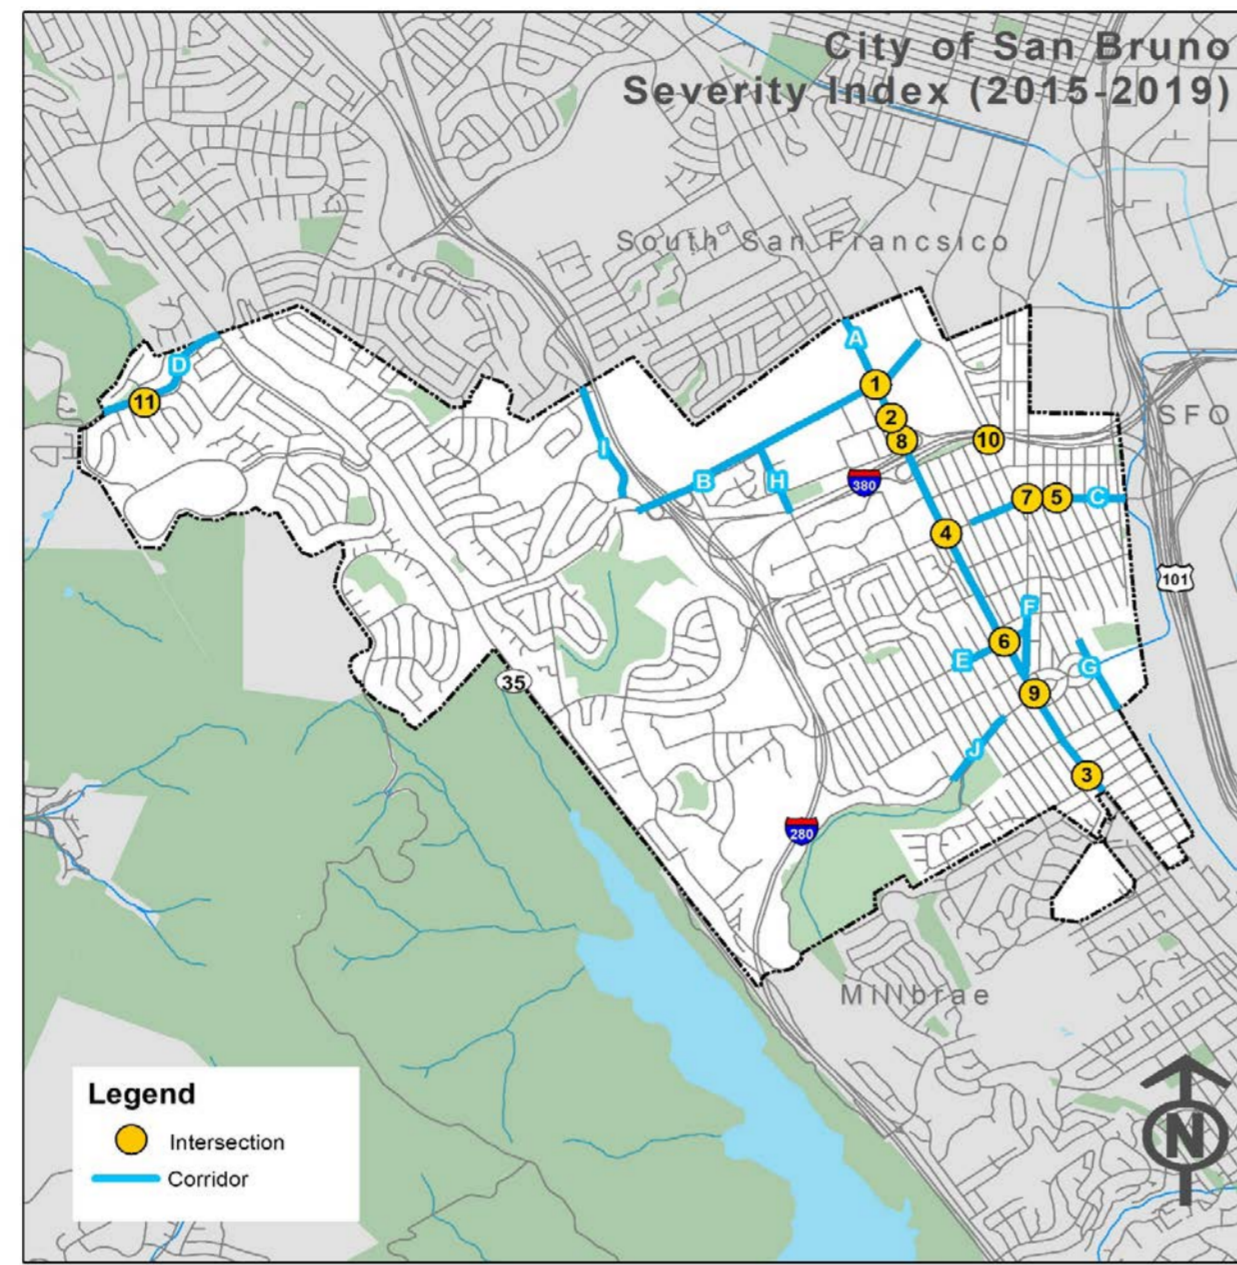 City of San Bruno
Severity Index (2015-2019)
South San Francsico
A
D
1
11
2
SFO
8
10
I
B
H
380
7
5
C
4
101
F
6
E
G
35
9
J
3
280
Millbrae
Legend
Intersection
Corridor
N